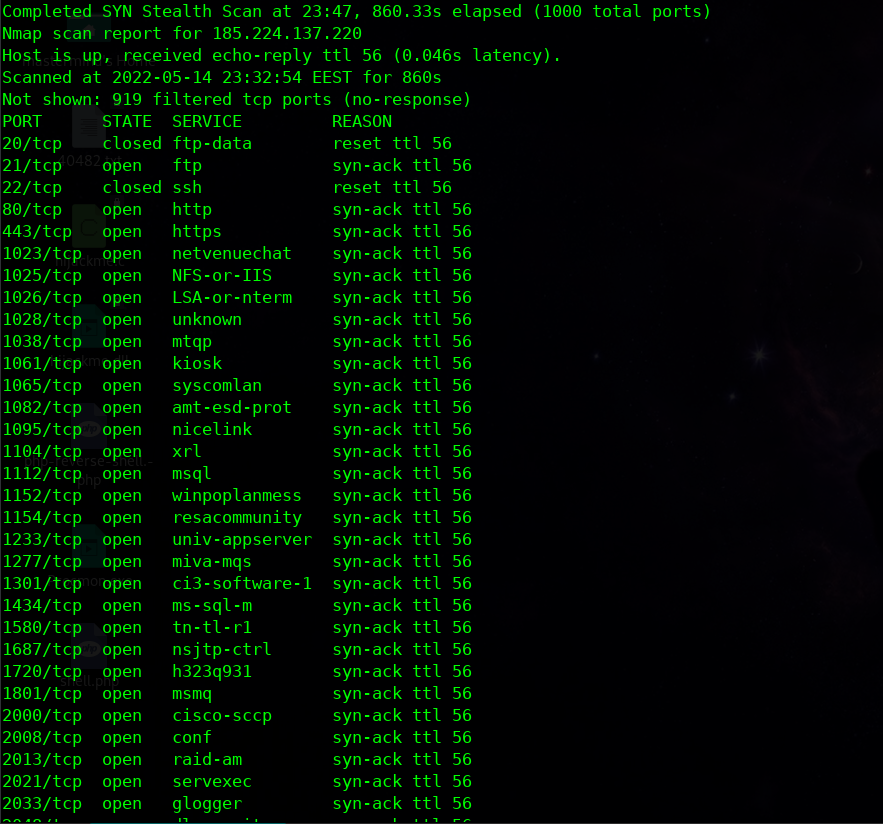 Completed SYN Stealth Scan at 23:47, 860.33s elapsed (1000 total ports)
Nmap scan report for 185.224.137.220
Host is up, received echo-reply ttl 56 (0.046s latency).
Scanned at 2022-05-14 23:32:54 EEST for 860s
Not shown: 919 filtered tcp ports (no-response)
PORT      STATE  SERVICE         REASON
20/tcp    closed ftp-data        reset ttl 56
21/tcp    open   ftp             syn-ack ttl 56
22/tcp    closed ssh             reset ttl 56
80/tcp    open   http            syn-ack ttl 56
443/tcp   open   https           syn-ack ttl 56
1023/tcp  open   netvenuechat    syn-ack ttl 56
1025/tcp  open   NFS-or-IIS      syn-ack ttl 56
1026/tcp  open   LSA-or-nterm    syn-ack ttl 56
1028/tcp  open   unknown         syn-ack ttl 56
1038/tcp  open   mtqp            syn-ack ttl 56
1061/tcp  open   kiosk           syn-ack ttl 56
1065/tcp  open   syscomlan       syn-ack ttl 56
1082/tcp  open   amt-esd-prot    syn-ack ttl 56
1095/tcp  open   nicelink        syn-ack ttl 56
1104/tcp  open   xrl             syn-ack ttl 56
1112/tcp  open   msql            syn-ack ttl 56
1152/tcp  open   winpoplanmess   syn-ack ttl 56
1154/tcp  open   resacommunity   syn-ack ttl 56
1233/tcp  open   univ-appserver  syn-ack ttl 56
1277/tcp  open   miva-mqs        syn-ack ttl 56
1301/tcp  open   ci3-software-1  syn-ack ttl 56
1434/tcp  open   ms-sql-m        syn-ack ttl 56
1580/tcp  open   tn-tl-r1        syn-ack ttl 56
1687/tcp  open   nsjtp-ctrl      syn-ack ttl 56
1720/tcp  open   h323q931        syn-ack ttl 56
1801/tcp  open   msmq            syn-ack ttl 56
2000/tcp  open   cisco-sccp      syn-ack ttl 56
2008/tcp  open   conf            syn-ack ttl 56
2013/tcp  open   raid-am         syn-ack ttl 56
2021/tcp  open   servexec        syn-ack ttl 56
2033/tcp  open   glogger         syn-ack ttl 56